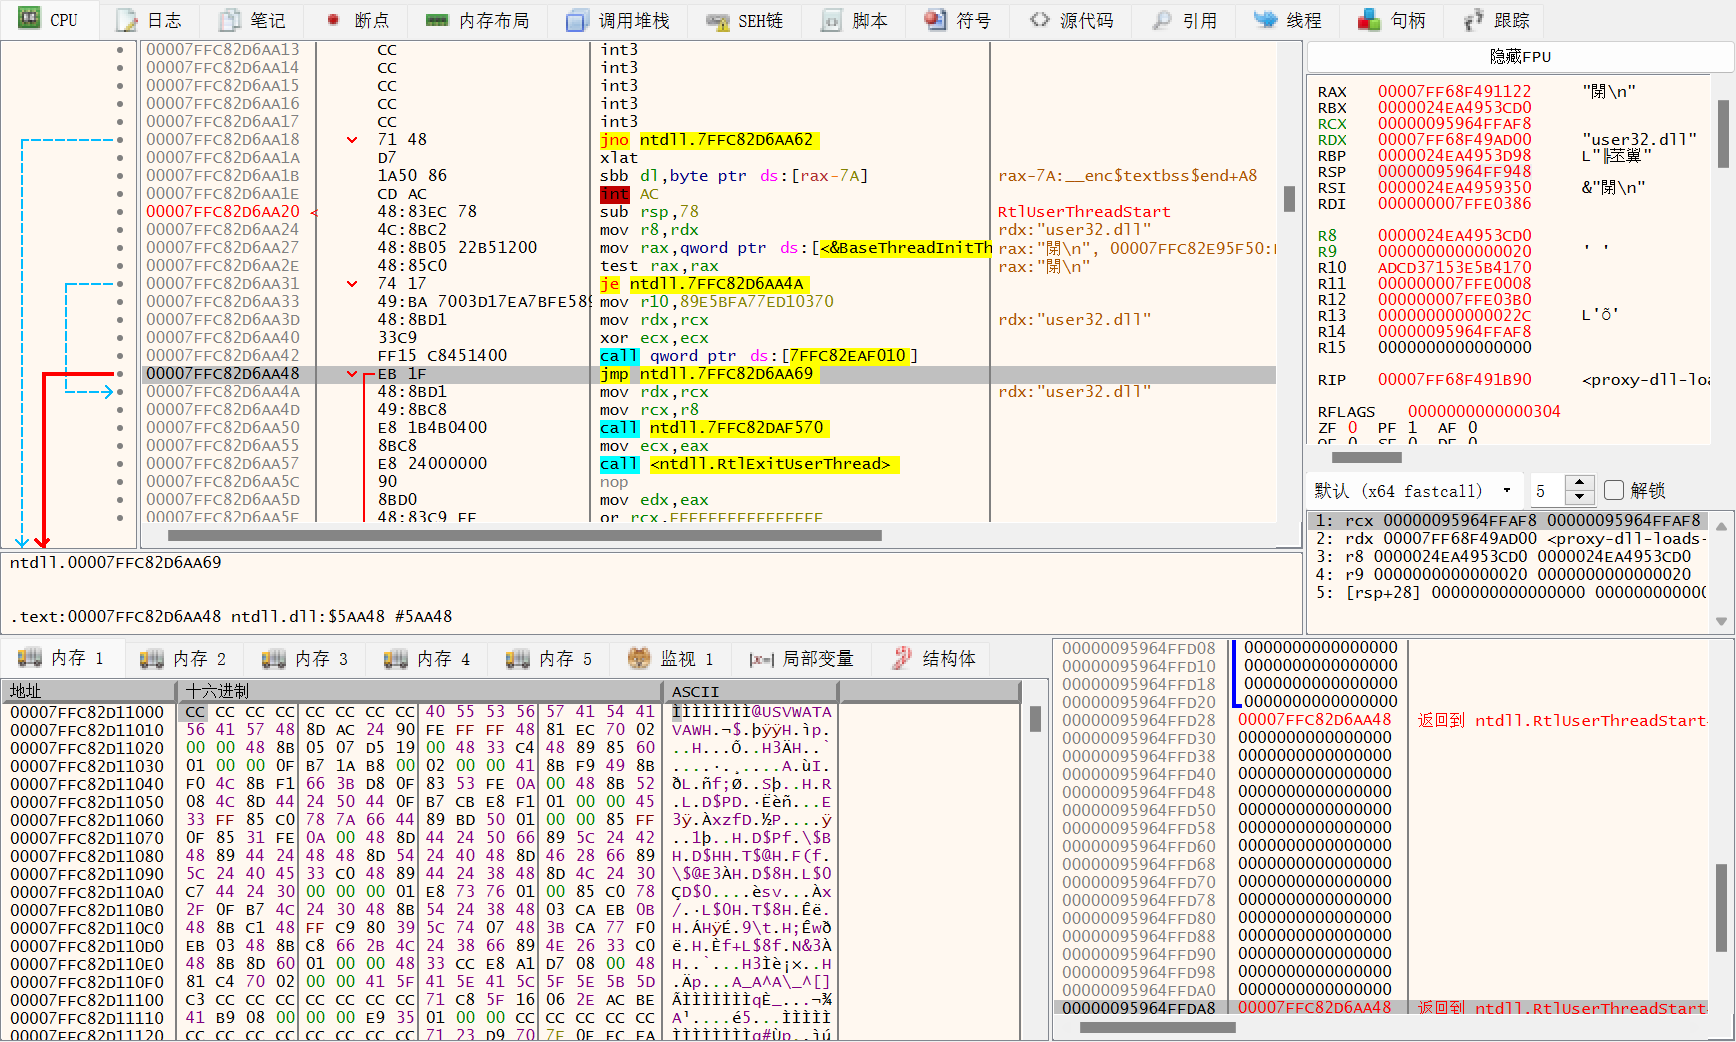 CPU 日志 笔记 断点 内存布局 调用堆栈 SEH链 脚本 符号 源代码 引用 线程 句柄 跟踪
00007FFC82D6AA13 CC int3
00007FFC82D6AA14 CC int3
00007FFC82D6AA15 CC int3
00007FFC82D6AA16 CC int3
00007FFC82D6AA17 CC int3
00007FFC82D6AA18 71 48 jno ntdll.7FFC82D6AA62
00007FFC82D6AA1A D7 xlat
00007FFC82D6AA1B 1A50 86 sbb dl,byte ptr ds:[rax-7A] rax-7A:__enc$textbss$end+A8
00007FFC82D6AA1E CD AC int AC
00007FFC82D6AA20 < 48:83EC 78 sub rsp,78 RtlUserThreadStart
00007FFC82D6AA24 4C:8BC2 mov r8,rdx rdx:"user32.dll"
00007FFC82D6AA27 48:8B05 22B51200 mov rax,qword ptr ds:[<&BaseThreadInitTh rax:"閒\n", 00007FFC82E95F50:
00007FFC82D6AA2E 48:85C0 test rax,rax rax:"閒\n"
00007FFC82D6AA31 74 17 je ntdll.7FFC82D6AA4A
00007FFC82D6AA33 49:BA 7003D17EA7BFE589 mov r10,89E5BFA77ED10370
00007FFC82D6AA3D 48:8BD1 mov rdx,rcx rdx:"user32.dll"
00007FFC82D6AA40 33C9 xor ecx,ecx
00007FFC82D6AA42 FF15 C8451400 call qword ptr ds:[7FFC82EAF010]
00007FFC82D6AA48 EB 1F jmp ntdll.7FFC82D6AA69
00007FFC82D6AA4A 48:8BD1 mov rdx,rcx rdx:"user32.dll"
00007FFC82D6AA4D 49:8BC8 mov rcx,r8
00007FFC82D6AA50 E8 1B4B0400 call ntdll.7FFC82DAF570
00007FFC82D6AA55 8BC8 mov ecx,eax
00007FFC82D6AA57 E8 24000000 call <ntdll.RtlExitUserThread>
00007FFC82D6AA5C 90 nop
00007FFC82D6AA5D 8BD0 mov edx,eax
00007FFC82D6AA5F 48:83C9 FF or rcx,FFFFFFFFFFFFFFFF
隐藏FPU
RAX 00007FF68F491122 "閒\n"
RBX 0000024EA4953CD0
RCX 00000095964FFAF8
RDX 00007FF68F49AD00 "user32.dll"
RBP 0000024EA4953D98
RSP 00000095964FF948
RSI 0000024EA4959350 &"閒\n"
RDI 000000007FFE0386
R8 0000024EA4953CD0
R9 0000000000000020 ' '
R10 ADCD37153E5B4170
R11 000000007FFE0008
R12 000000007FFE03B0
R13 000000000000022C L'Õ'
R14 00000095964FFAF8
R15 0000000000000000
RIP 00007FF68F491B90 <proxy-dll-loa
RFLAGS 0000000000000304
ZF 0 PF 1 AF 0
OF 0 SF 0 DF 0
默认 (x64 fastcall) 5 解锁
1: rcx 00000095964FFAF8 00000095964FFAF8
2: rdx 00007FF68F49AD00 <proxy-dll-loads-
3: r8 0000024EA4953CD0 0000024EA4953CD0
4: r9 0000000000000020 0000000000000020
5: [rsp+28] 0000000000000000 000000000000
ntdll.00007FFC82D6AA69
.text:00007FFC82D6AA48 ntdll.dll:$5AA48 #5AA48
内存 1 内存 2 内存 3 内存 4 内存 5 监视 1 局部变量 结构体
地址 十六进制 ASCII
00007FFC82D11000 CC CC CC CC CC CC CC CC 40 55 53 56 57 41 54 41 ÌÌÌÌÌÌÌÌ@USVWATA
00007FFC82D11010 56 41 57 48 8D AC 24 90 FE FF FF 48 81 EC 70 02 VAWH.¬$.þÿÿH.ìp.
00007FFC82D11020 00 00 48 8B 05 07 D5 19 00 48 33 C4 48 89 85 60 ..H...Õ..H3ÄH..`
00007FFC82D11030 01 00 00 0F B7 1A B8 00 02 00 00 41 8B F9 49 8B ....·.¸....A.ùI.
00007FFC82D11040 F0 4C 8B F1 66 3B D8 0F 83 53 FE 0A 00 48 8B 52 ðL.ñf;Ø..Sþ..H.R
00007FFC82D11050 08 4C 8D 44 24 50 44 0F B7 CB E8 F1 01 00 00 45 .L.D$PD.·Ëèñ...E
00007FFC82D11060 33 FF 85 C0 78 7A 66 44 89 BD 50 01 00 00 85 FF 3ÿ.ÀxzfD.½P....ÿ
00007FFC82D11070 0F 85 31 FE 0A 00 48 8D 44 24 50 66 89 5C 24 42 ..1þ..H.D$Pf.\$B
00007FFC82D11080 48 89 44 24 48 48 8D 54 24 40 48 8D 46 28 66 89 H.D$HH.T$@H.F(f.
00007FFC82D11090 5C 24 40 45 33 C0 48 89 44 24 38 48 8D 4C 24 30 \$@E3ÀH.D$8H.L$0
00007FFC82D110A0 C7 44 24 30 00 00 00 01 E8 73 76 01 00 85 C0 78 ÇD$0....èsv...Àx
00007FFC82D110B0 2F 0F B7 4C 24 30 48 8B 54 24 38 48 03 CA EB 0B /.·L$0H.T$8H.Êë.
00007FFC82D110C0 48 8B C1 48 FF C9 80 39 5C 74 07 48 3B CA 77 F0 H.ÁHÿÉ.9\t.H;Êwð
00007FFC82D110D0 EB 03 48 8B C8 66 2B 4C 24 38 66 89 4E 26 33 C0 ë.H.Èf+L$8f.N&3À
00007FFC82D110E0 48 8B 8D 60 01 00 00 48 33 CC E8 A1 D7 08 00 48 H..`...H3Ìè¡×..H
00007FFC82D110F0 81 C4 70 02 00 00 41 5F 41 5E 41 5C 5F 5E 5B 5D .Äp...A_A^A\_^[]
00007FFC82D11100 C3 CC CC CC CC CC CC CC 71 C8 5F 16 06 2E AC BE ÃÌÌÌÌÌÌÌqÈ_...¬¾
00007FFC82D11110 41 B9 08 00 00 00 E9 35 01 00 00 CC CC CC CC CC A¹....é5...ÌÌÌÌÌ
00007FFC82D11120 CC CC CC CC CC CC CC CC 71 23 D9 70 ÌÌÌÌÌÌÌÌq#Ùp..ìú
00000095964FFD08 0000000000000000
00000095964FFD10 0000000000000000
00000095964FFD18 0000000000000000
00000095964FFD20 0000000000000000
00000095964FFD28 00007FFC82D6AA48 返回到 ntdll.RtlUserThreadStart
00000095964FFD30 0000000000000000
00000095964FFD38 0000000000000000
00000095964FFD40 0000000000000000
00000095964FFD48 0000000000000000
00000095964FFD50 0000000000000000
00000095964FFD58 0000000000000000
00000095964FFD60 0000000000000000
00000095964FFD68 0000000000000000
00000095964FFD70 0000000000000000
00000095964FFD78 0000000000000000
00000095964FFD80 0000000000000000
00000095964FFD88 0000000000000000
00000095964FFD90 0000000000000000
00000095964FFD98 0000000000000000
00000095964FFDA0 0000000000000000
00000095964FFDA8 00007FFC82D6AA48 返回到 ntdll.RtlUserThreadStart